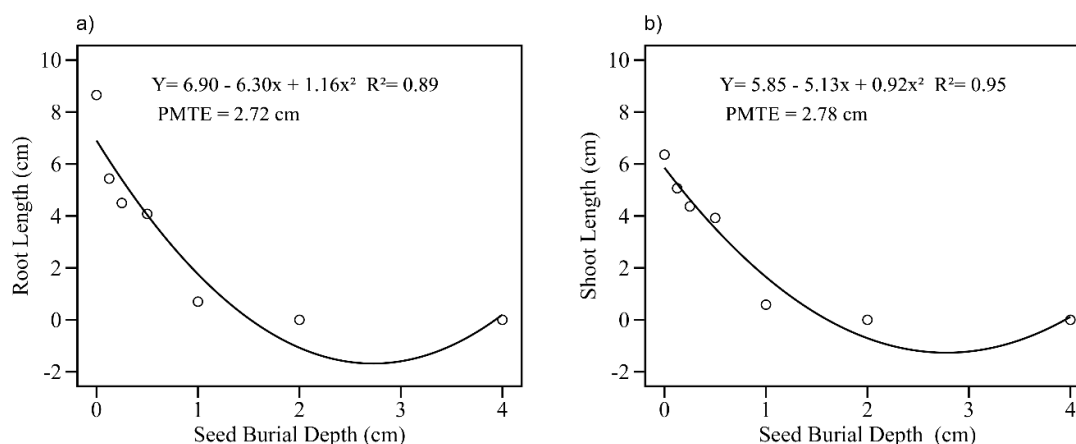 a)
Y= 6.90 - 6.30x + 1.16x² R²= 0.89
PMTE = 2.72 cm
Root Length (cm)
10
8
6
4
2
0
-2
0 1 2 3 4
Seed Burial Depth (cm)
b)
Y= 5.85 - 5.13x + 0.92x² R²= 0.95
PMTE = 2.78 cm
Shoot Length (cm)
10
8
6
4
2
0
-2
0 1 2 3 4
Seed Burial Depth (cm)